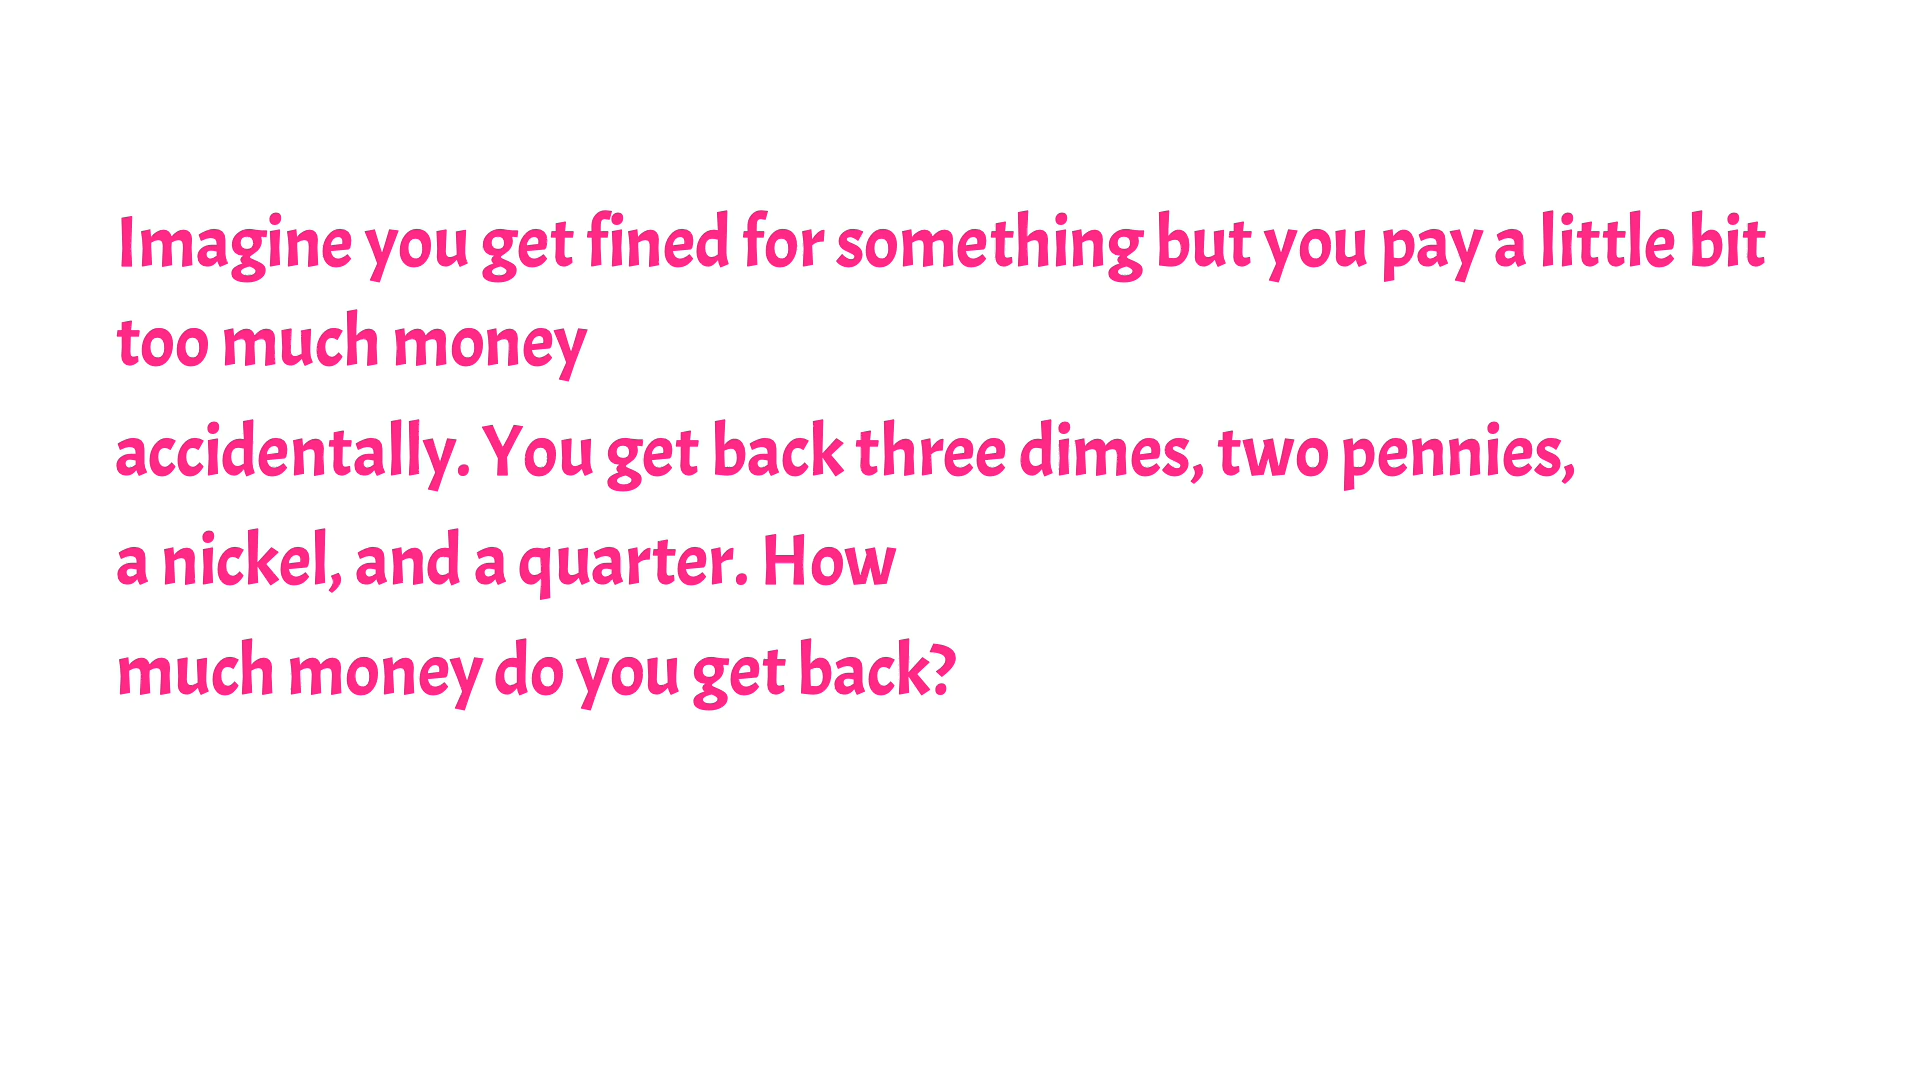 Imagine you get fined for something but you pay a little bit
too much money
accidentally. You get back three dimes, two pennies,
a nickel, and a quarter. How
much money do you get back?